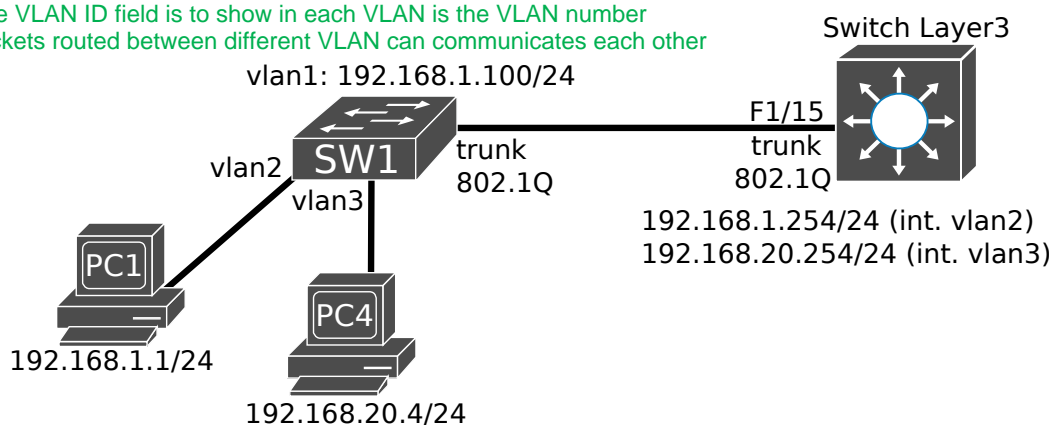 e VLAN ID field is to show in each VLAN is the VLAN number
ckets routed between different VLAN can communicates each other
Switch Layer3
vlan1: 192.168.1.100/24
F1/15
SW1
trunk
trunk
vlan2
802.1Q
802.1Q
vlan3
192.168.1.254/24 (int. vlan2)
192.168.20.254/24 (int. vlan3)
PC1
PC4
192.168.1.1/24
192.168.20.4/24